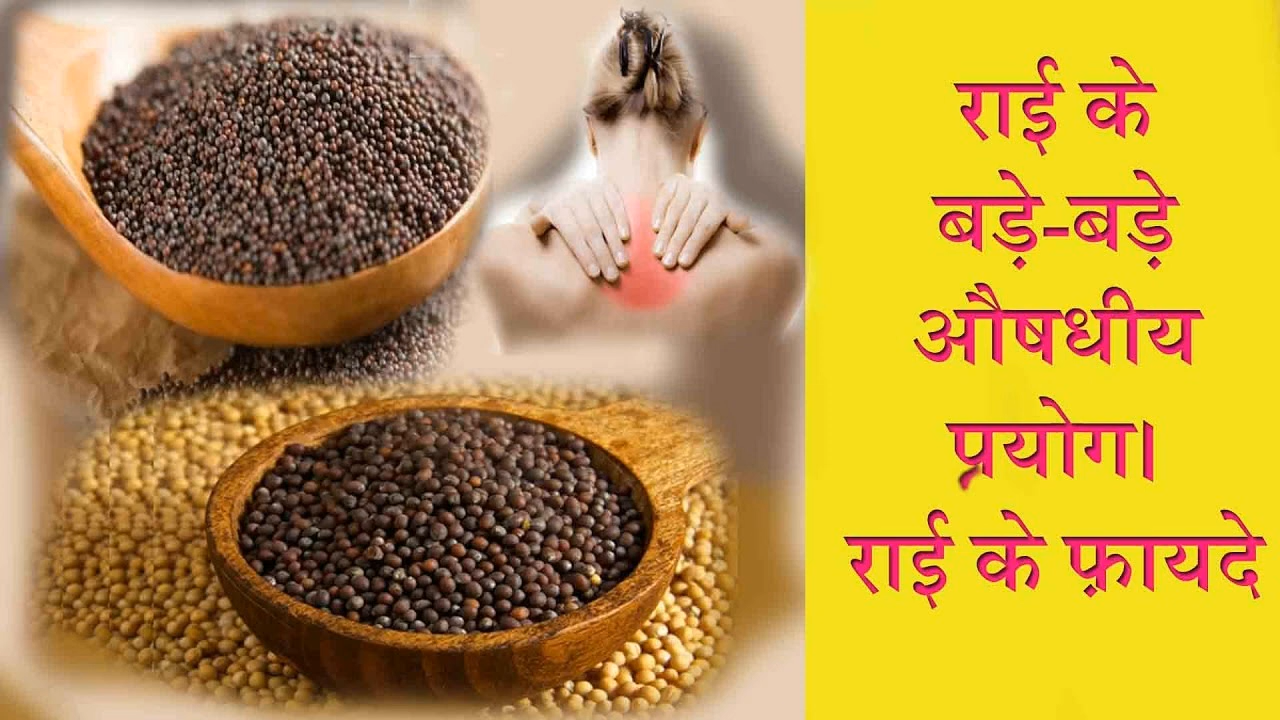 राई के
बड़े-बड़े
औषधीय
प्रयोग।
राई के फ़ायदे